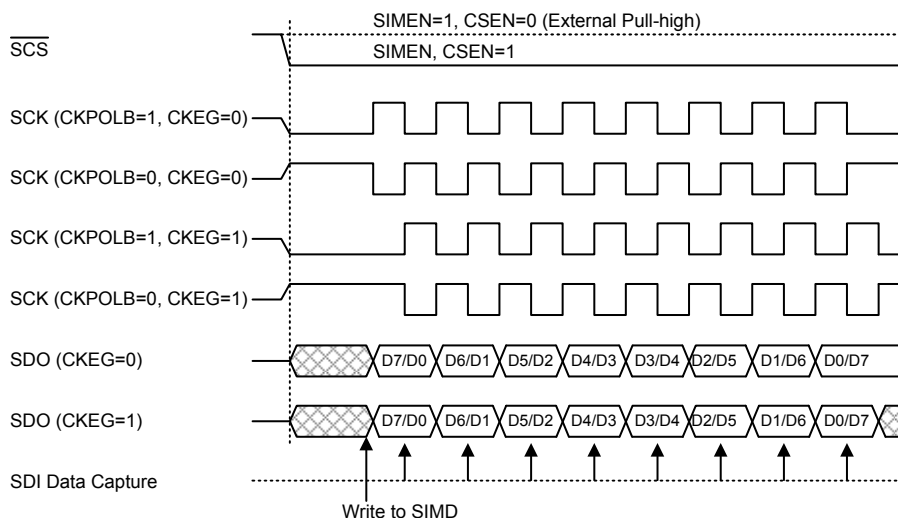 SIMEN=1, CSEN=0 (External Pull-high)
SCS
SIMEN, CSEN=1
SCK (CKPOLB=1, CKEG=0)
SCK (CKPOLB=0, CKEG=0)
SCK (CKPOLB=1, CKEG=1)
SCK (CKPOLB=0, CKEG=1)
SDO (CKEG=0) D7/D0 D6/D1 D5/D2 D4/D3 D3/D4 D2/D5 D1/D6 D0/D7
SDO (CKEG=1) D7/D0 D6/D1 D5/D2 D4/D3 D3/D4 D2/D5 D1/D6 D0/D7
SDI Data Capture
Write to SIMD